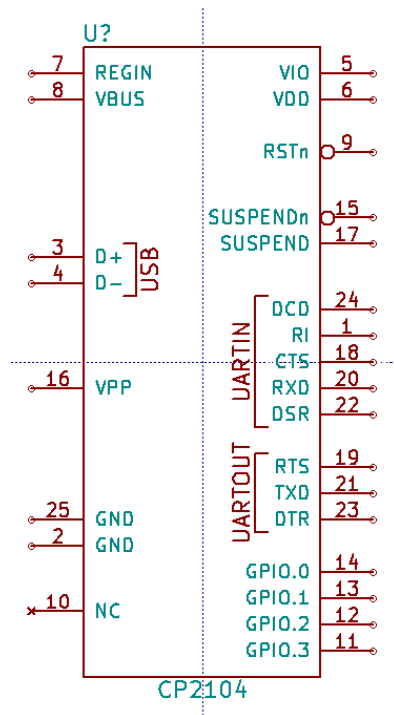 U?
7 REGIN VIO 5
8 VBUS VDD 6
RSTn 9
SUSPENDn 15
SUSPEND 17
3 D+
4 D-
USB
DCD 24
RI 1
CTS 18
RXD 20
DSR 22
UARTIN
16 VPP
RTS 19
TXD 21
DTR 23
UARTOUT
25 GND
2 GND
GPIO.0 14
10 NC GPIO.1 13
GPIO.2 12
GPIO.3 11
CP2104